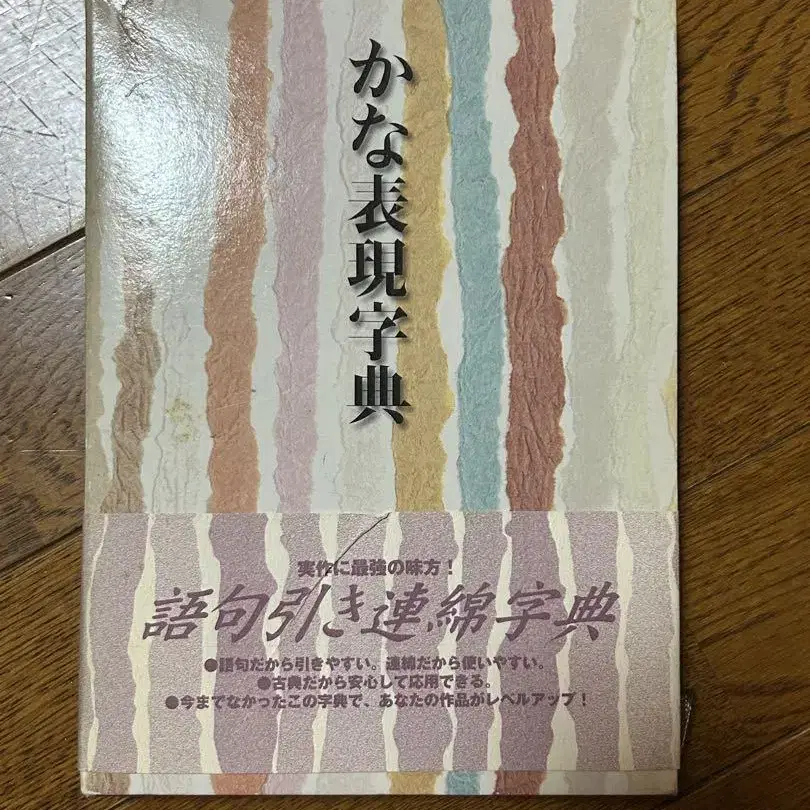 かな表現字典
実作に最強の味方！
語句引き連綿字典
●語句だから引きやすい。連綿だから使いやすい。
●古典だから安心して応用できる。
●今までなかったこの字典で、あなたの作品がレベルアップ！